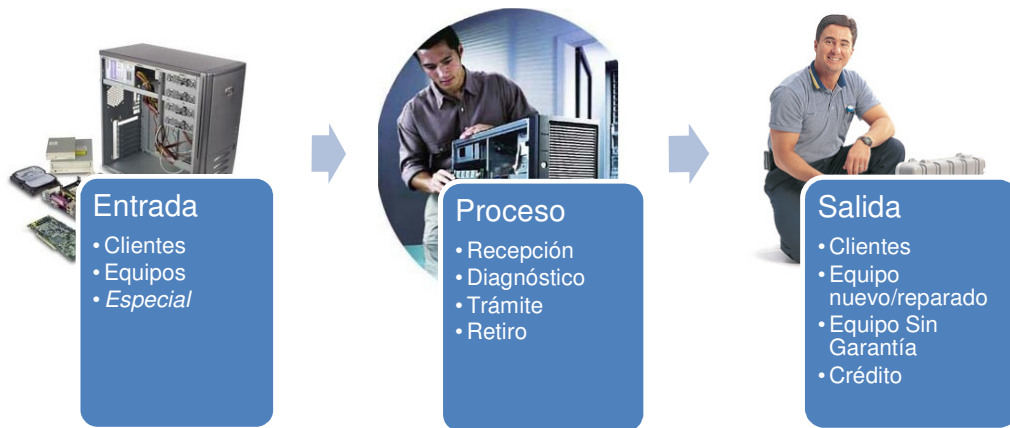 Entrada
• Clientes
• Equipos
• Especial
Proceso
• Recepción
• Diagnóstico
• Trámite
• Retiro
Salida
• Clientes
• Equipo
nuevo/reparado
• Equipo Sin
Garantía
• Crédito